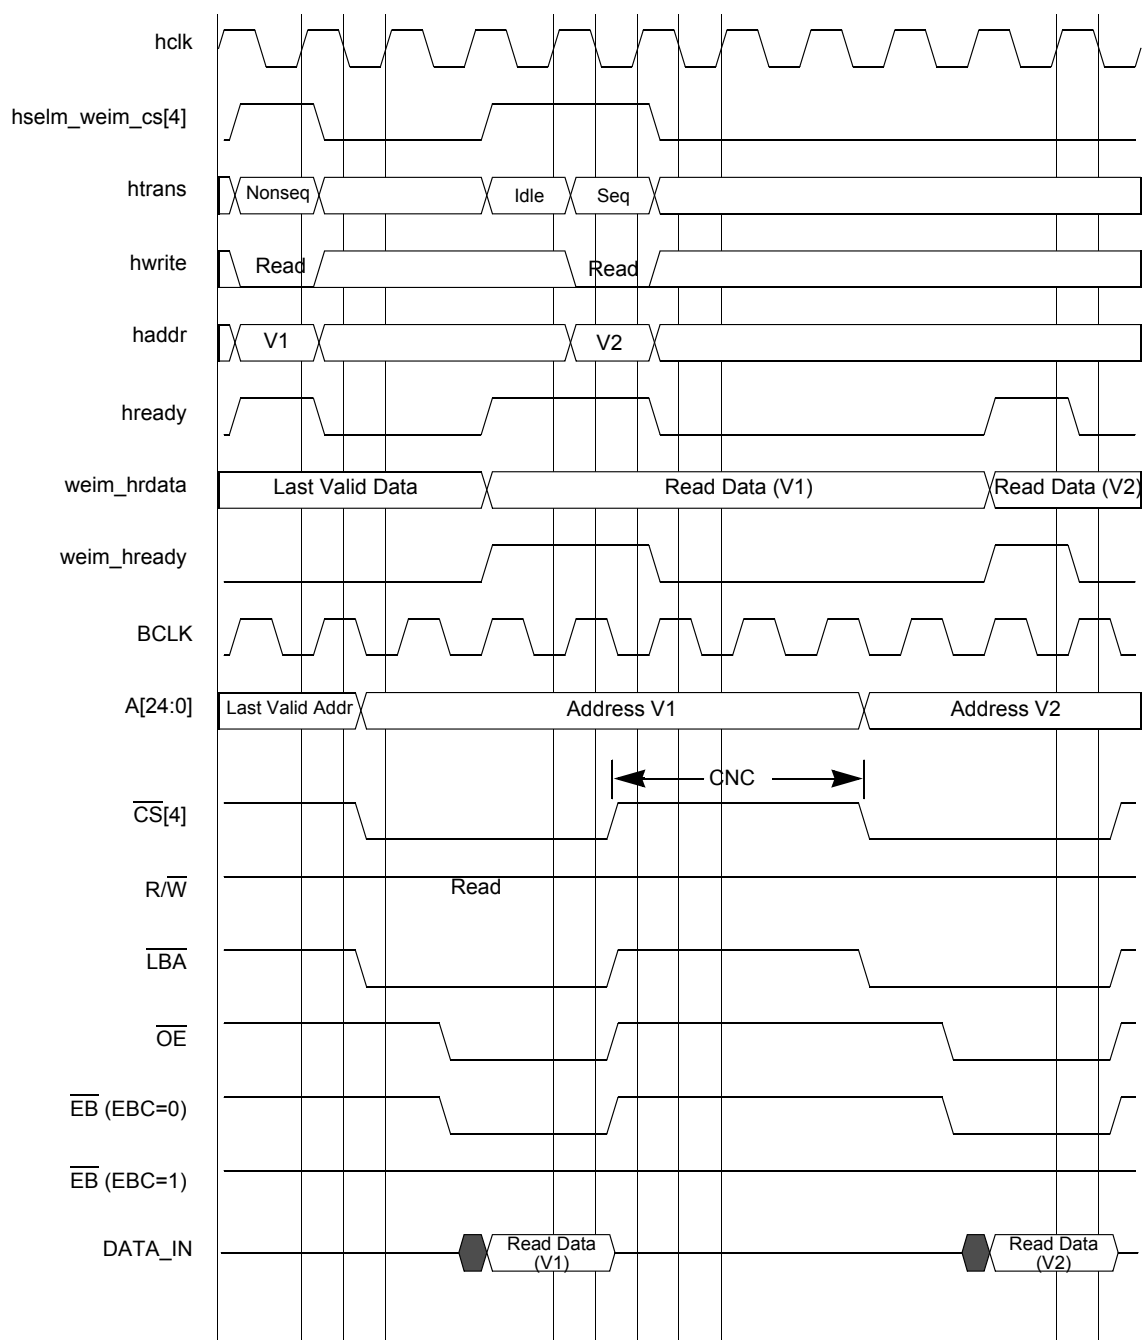 hclk
hselm_weim_cs[4]
htrans Nonseq Idle Seq
hwrite Read Read
haddr V1 V2
hready
weim_hrdata Last Valid Data Read Data (V1) Read Data (V2)
weim_hready
BCLK
A[24:0] Last Valid Addr Address V1 Address V2
CNC
CS[4]
R/W Read
LBA
OE
EB (EBC=0)
EB (EBC=1)
DATA_IN Read Data (V1) Read Data (V2)